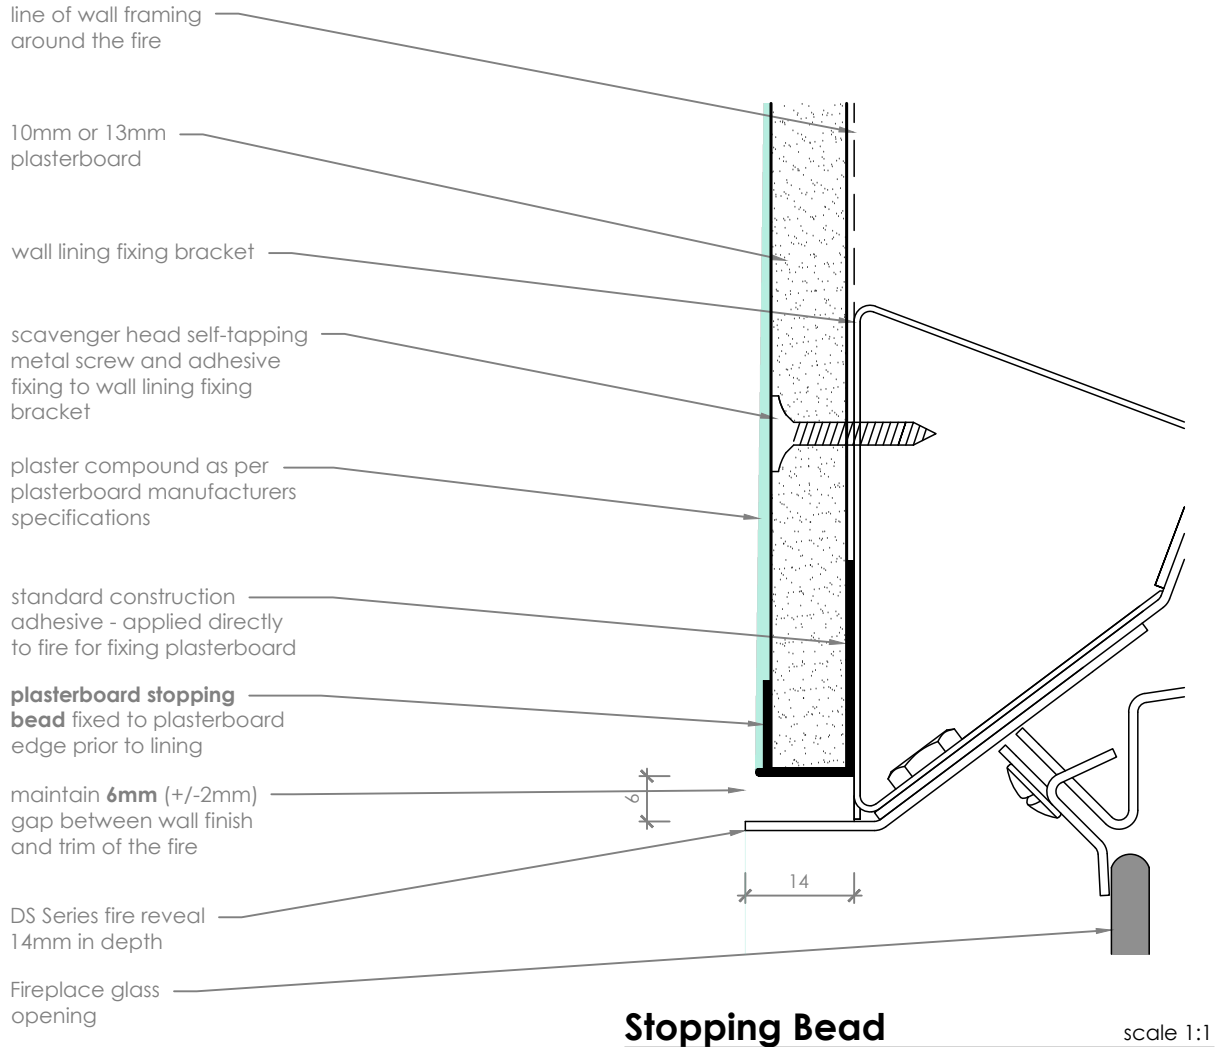 line of wall framing
around the fire
10mm or 13mm
plasterboard
wall lining fixing bracket
scavenger head self-tapping
metal screw and adhesive
fixing to wall lining fixing
bracket
plaster compound as per
plasterboard manufacturers
specifications
standard construction
adhesive - applied directly
to fire for fixing plasterboard
plasterboard stopping
bead fixed to plasterboard
edge prior to lining
maintain 6mm (+/-2mm)
gap between wall finish
and trim of the fire
6
14
DS Series fire reveal
14mm in depth
Fireplace glass
opening
Stopping Bead
scale 1:1